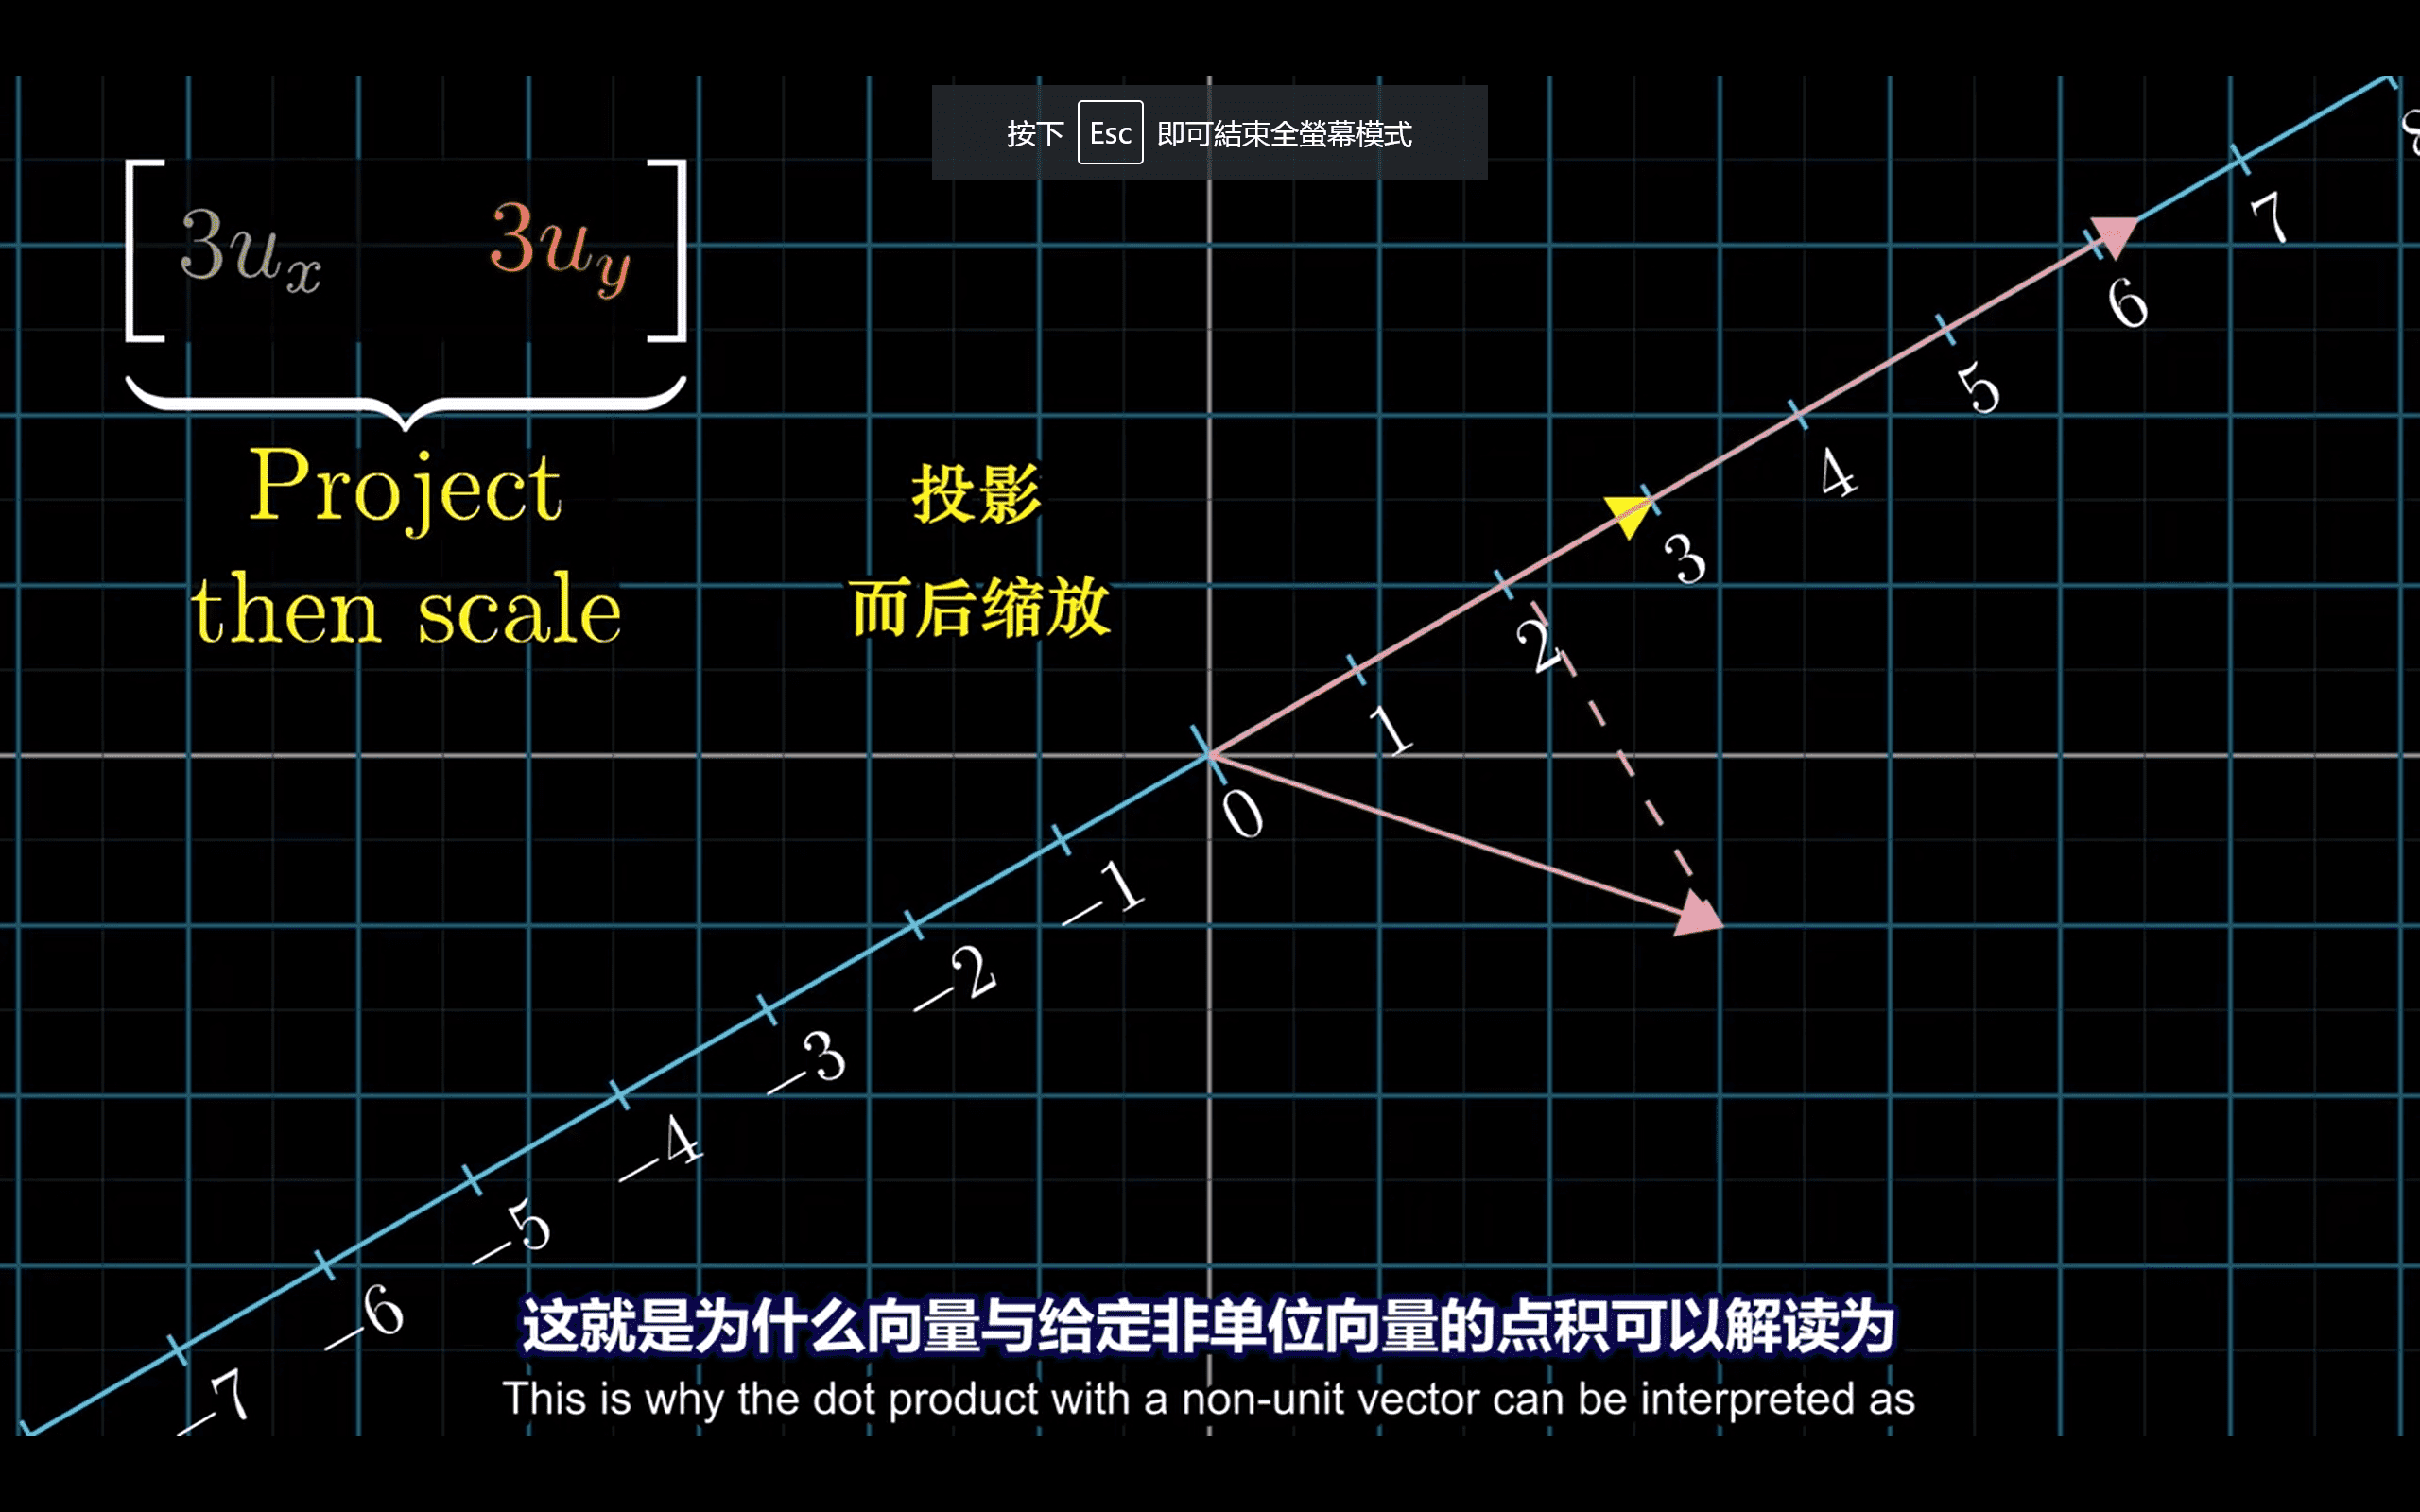 按下 Esc 即可結束全螢幕模式
3u_x 3u_y
Project
then scale
投影
而后缩放
8
7
6
5
4
3
2
1
0
−1
−2
−3
−4
−5
−6
−7
这就是为什么向量与给定非单位向量的点积可以解读为
This is why the dot product with a non-unit vector can be interpreted as